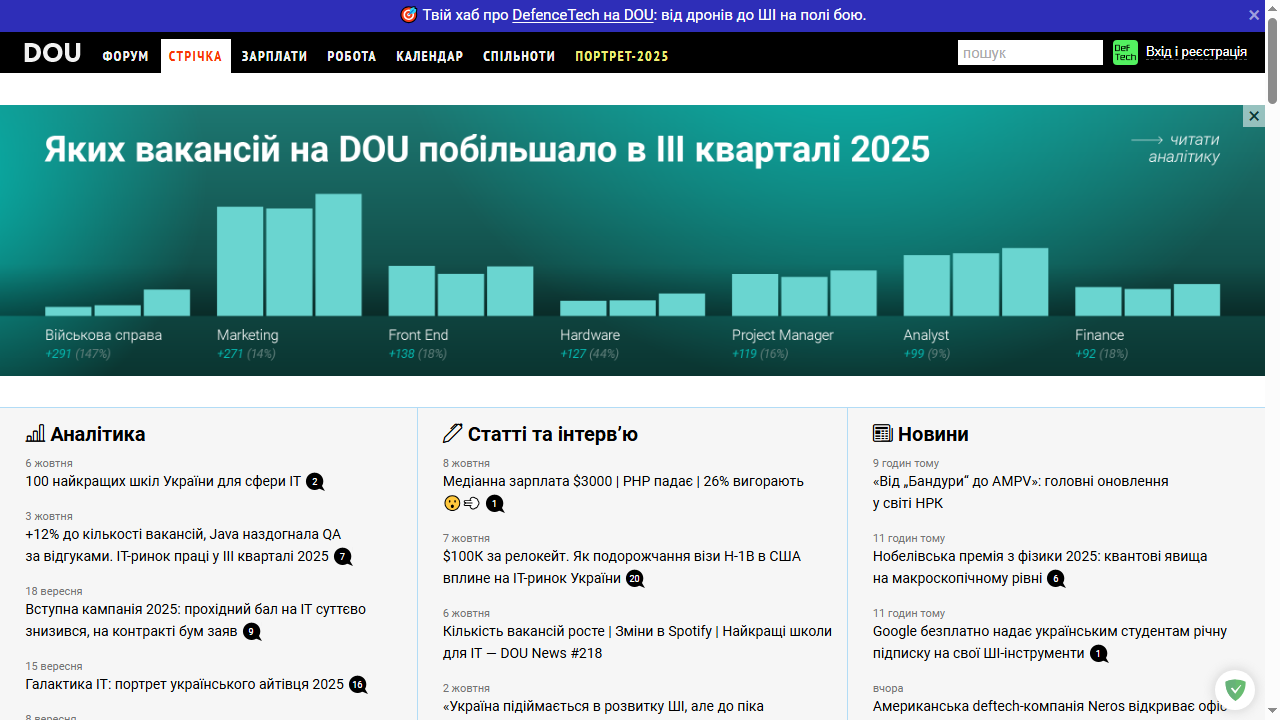 Твій хаб про DefenceTech на DOU: від дронів до ШІ на полі бою.
DOU ФОРУМ СТРІЧКА ЗАРПЛАТИ РОБОТА КАЛЕНДАР СПІЛЬНОТИ ПОРТРЕТ-2025 пошук Def Tech Вхід і реєстрація
Яких вакансій на DOU побільшало в III кварталі 2025
читати
аналітику
Військова справа Marketing Front End Hardware Project Manager Analyst Finance
+291 (147%) +271 (14%) +138 (18%) +127 (44%) +119 (16%) +99 (9%) +92 (18%)
Аналітика
6 жовтня
100 найкращих шкіл України для сфери ІТ 2
3 жовтня
+12% до кількості вакансій, Java наздогнала QA
за відгуками. IT-ринок праці у III кварталі 2025 7
18 вересня
Вступна кампанія 2025: прохідний бал на ІТ суттєво
знизився, на контракті бум заяв 9
15 вересня
Галактика ІТ: портрет українського айтівця 2025 16
8 вересня
Статті та інтерв’ю
8 жовтня
Медіанна зарплата $3000 | PHP падає | 26% вигорають
1
7 жовтня
$100К за релокейт. Як подорожчання візи H-1B в США
вплине на ІТ-ринок України 20
6 жовтня
Кількість вакансій росте | Зміни в Spotify | Найкращі школи
для ІТ — DOU News #218
2 жовтня
«Україна підіймається в розвитку ШІ, але до піка
Новини
9 годин тому
«Від „Бандури“ до AMPV»: головні оновлення
у світі НРК
11 годин тому
Нобелівська премія з фізики 2025: квантові явища
на макроскопічному рівні 6
11 годин тому
Google безплатно надає українським студентам річну
підписку на свої ШІ-інструменти 1
вчора
Американська deftech-компанія Neros відкриває офіс